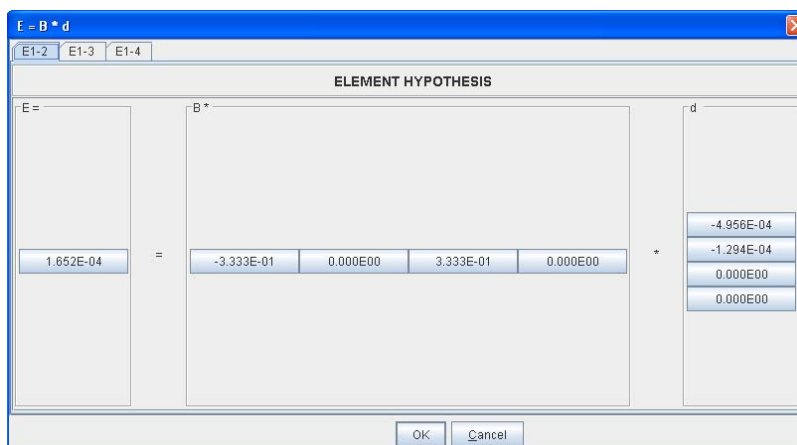 E = B * d
E1-2 E1-3 E1-4
ELEMENT HYPOTHESIS
E = B * d
-4.956E-04
1.652E-04 = -3.333E-01 0.000E00 3.333E-01 0.000E00 * -1.294E-04
0.000E00
0.000E00
OK Cancel